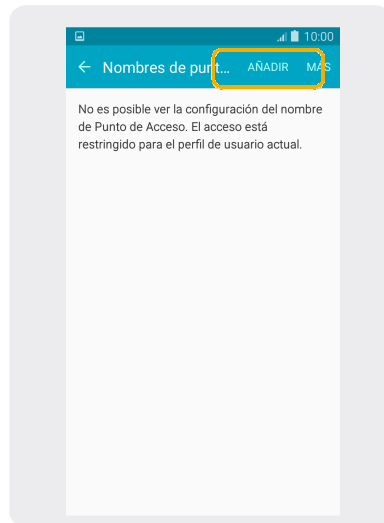 10:00
Nombres de punt... AÑADIR MÁS
No es posible ver la configuración del nombre
de Punto de Acceso. El acceso está
restringido para el perfil de usuario actual.